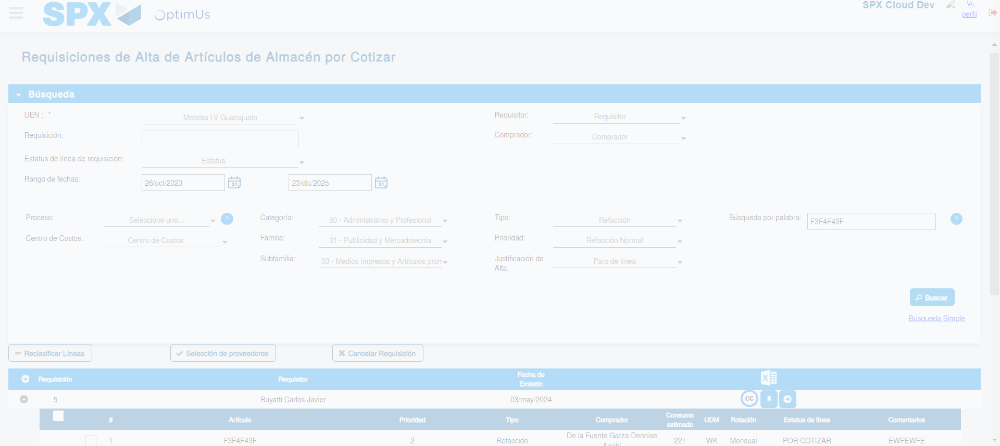 SPX OptimUs
SPX Cloud Dev
perfil
Requisiciones de Alta de Artículos de Almacén por Cotizar
Búsqueda
UEN : * Metalsa LV Guanajuato Requisitor: Requisitor
Requisición: Comprador: Comprador
Estatus de línea de requisición: Estatus
Rango de fechas: 26/oct/2023 31 23/dic/2025 31
Proceso: Seleccione uno... ? Categoría: 50 - Administrativo y Profesional Tipo: Refacción Búsqueda por palabra: F3F4F43F ?
Centro de Costos: Centro de Costos Familia: 01 - Publicidad y Mercadotecnia Prioridad: Refacción Normal
Subfamilia: 03 - Medios impresos y Artículos Justificación de Alta: Paro de línea
Buscar
Búsqueda Simple
Reclasificar Líneas Selección de proveedores Cancelar Requisición
Requisición Requisitor Fecha de Emisión
5 Buyatti Carlos Javier 03/may/2024 CC
# Artículo Prioridad Tipo Comprador Consumo estimado UDM Rotación Estatus de línea Comentarios
1 F3F4F43F 2 Refacción De la Fuente Garza Dennise 221 WK Mensual POR COTIZAR EWFEWFE